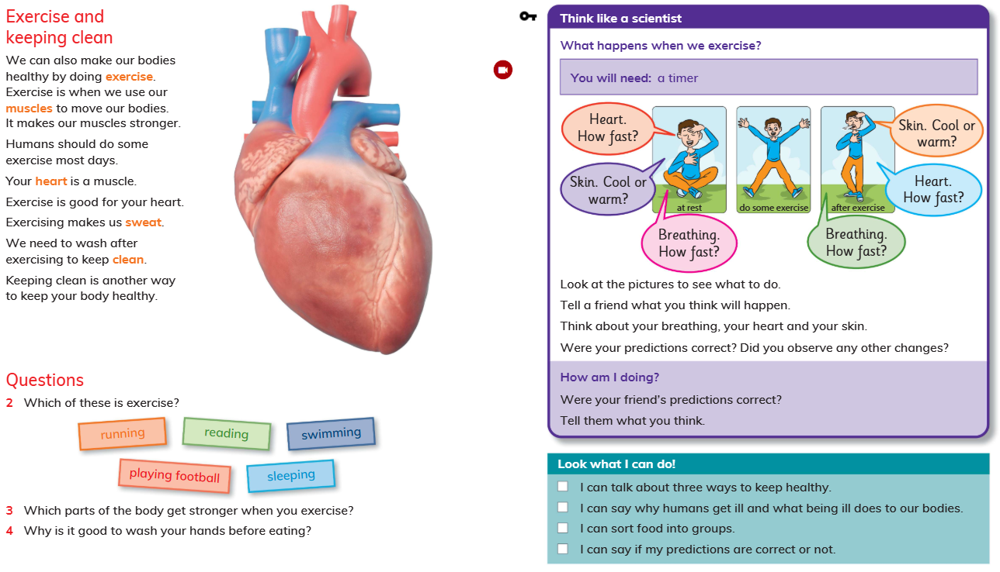 Exercise and
keeping clean
We can also make our bodies
healthy by doing exercise.
Exercise is when we use our
muscles to move our bodies.
It makes our muscles stronger.
Humans should do some
exercise most days.
Your heart is a muscle.
Exercise is good for your heart.
Exercising makes us sweat.
We need to wash after
exercising to keep clean.
Keeping clean is another way
to keep your body healthy.
Questions
2 Which of these is exercise?
running
reading
swimming
playing football
sleeping
3 Which parts of the body get stronger when you exercise?
4 Why is it good to wash your hands before eating?
Think like a scientist
What happens when we exercise?
You will need: a timer
Heart.
How fast?
Skin. Cool or
warm?
Breathing.
How fast?
at rest
do some exercise
after exercise
Skin. Cool or
warm?
Heart.
How fast?
Breathing.
How fast?
Look at the pictures to see what to do.
Tell a friend what you think will happen.
Think about your breathing, your heart and your skin.
Were your predictions correct? Did you observe any other changes?
How am I doing?
Were your friend's predictions correct?
Tell them what you think.
Look what I can do!
I can talk about three ways to keep healthy.
I can say why humans get ill and what being ill does to our bodies.
I can sort food into groups.
I can say if my predictions are correct or not.